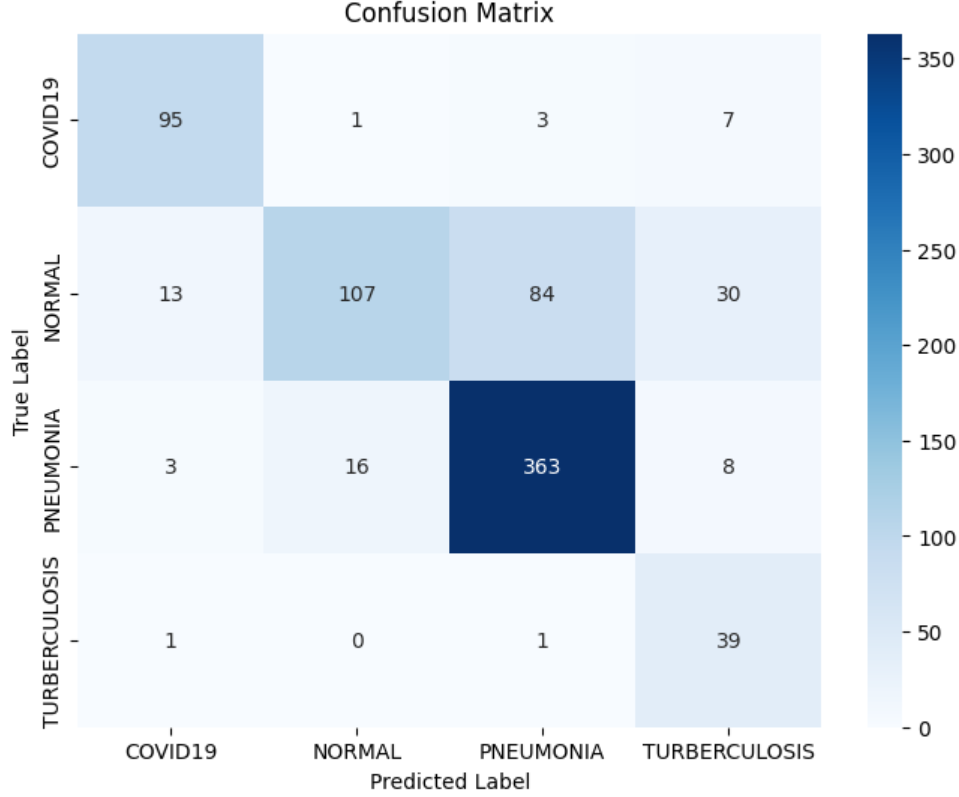 Confusion Matrix
True Label
COVID19
95 1 3 7
NORMAL
13 107 84 30
PNEUMONIA
3 16 363 8
TURBERCULOSIS
1 0 1 39
COVID19 NORMAL PNEUMONIA TURBERCULOSIS
Predicted Label
350
300
250
200
150
100
50
0